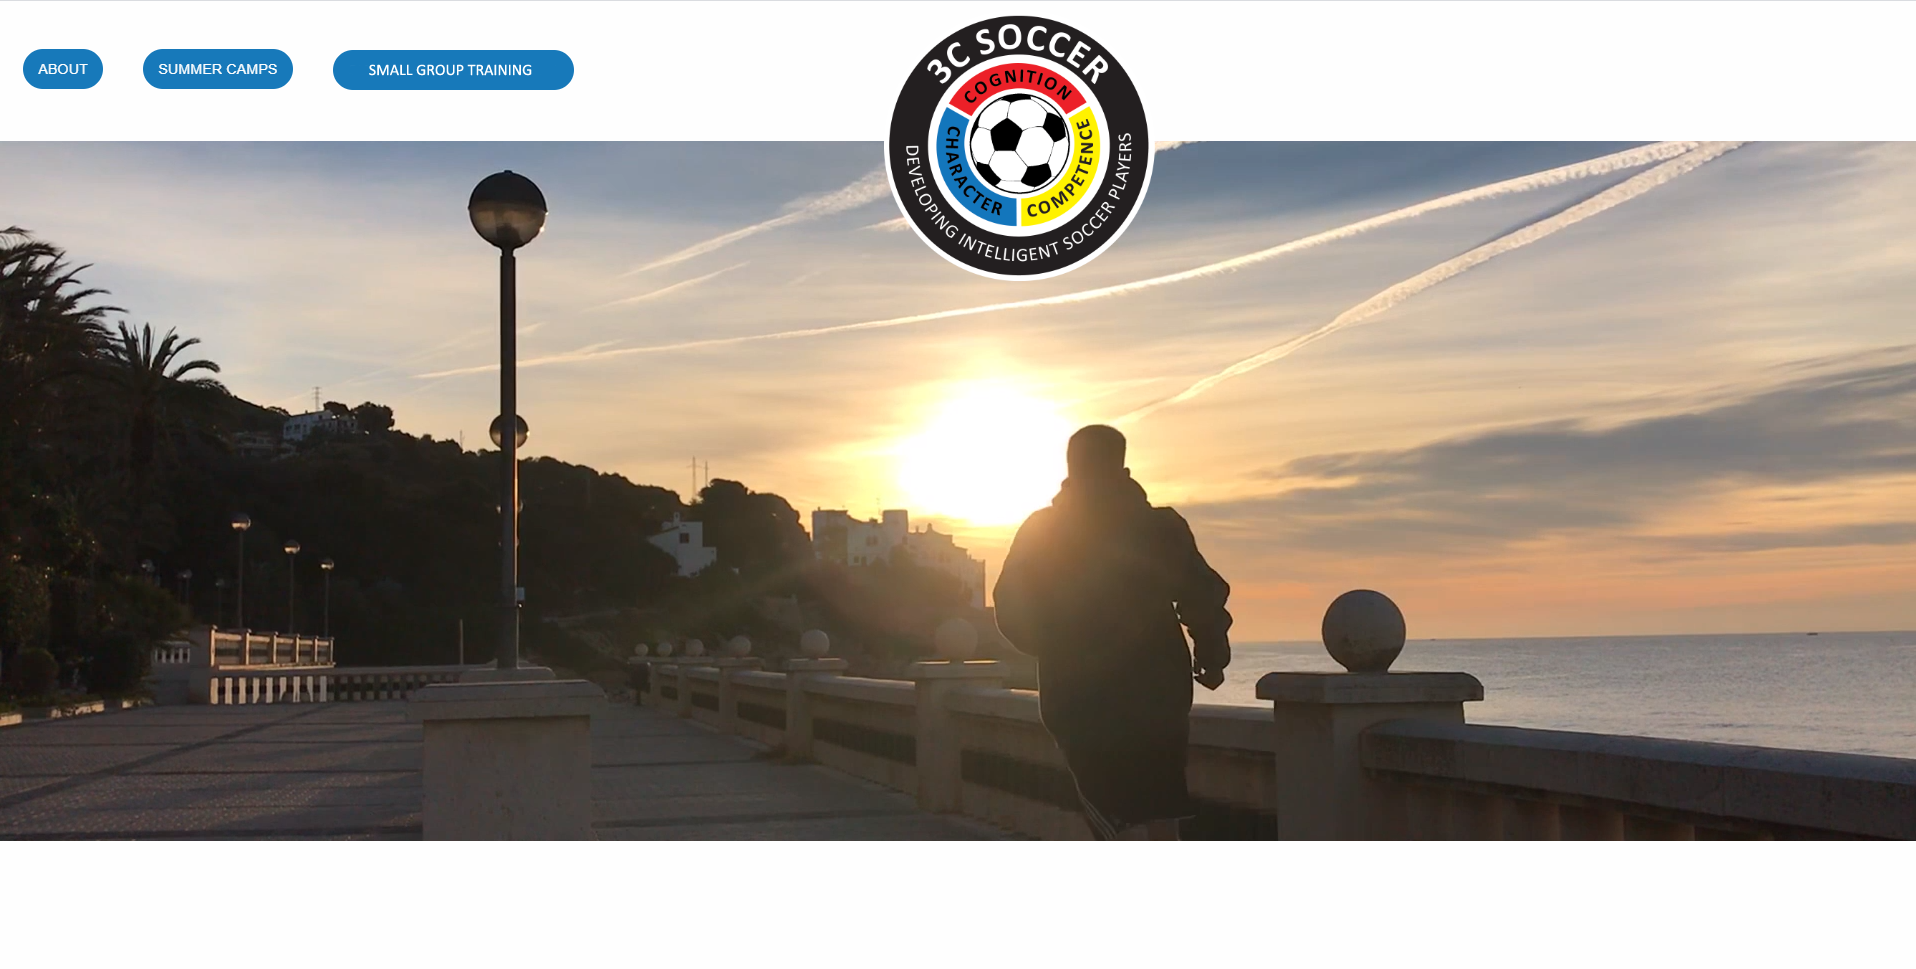 ABOUT
SUMMER CAMPS
SMALL GROUP TRAINING
3C SOCCER
COGNITION
CHARACTER
COMPETENCE
DEVELOPING INTELLIGENT SOCCER PLAYERS